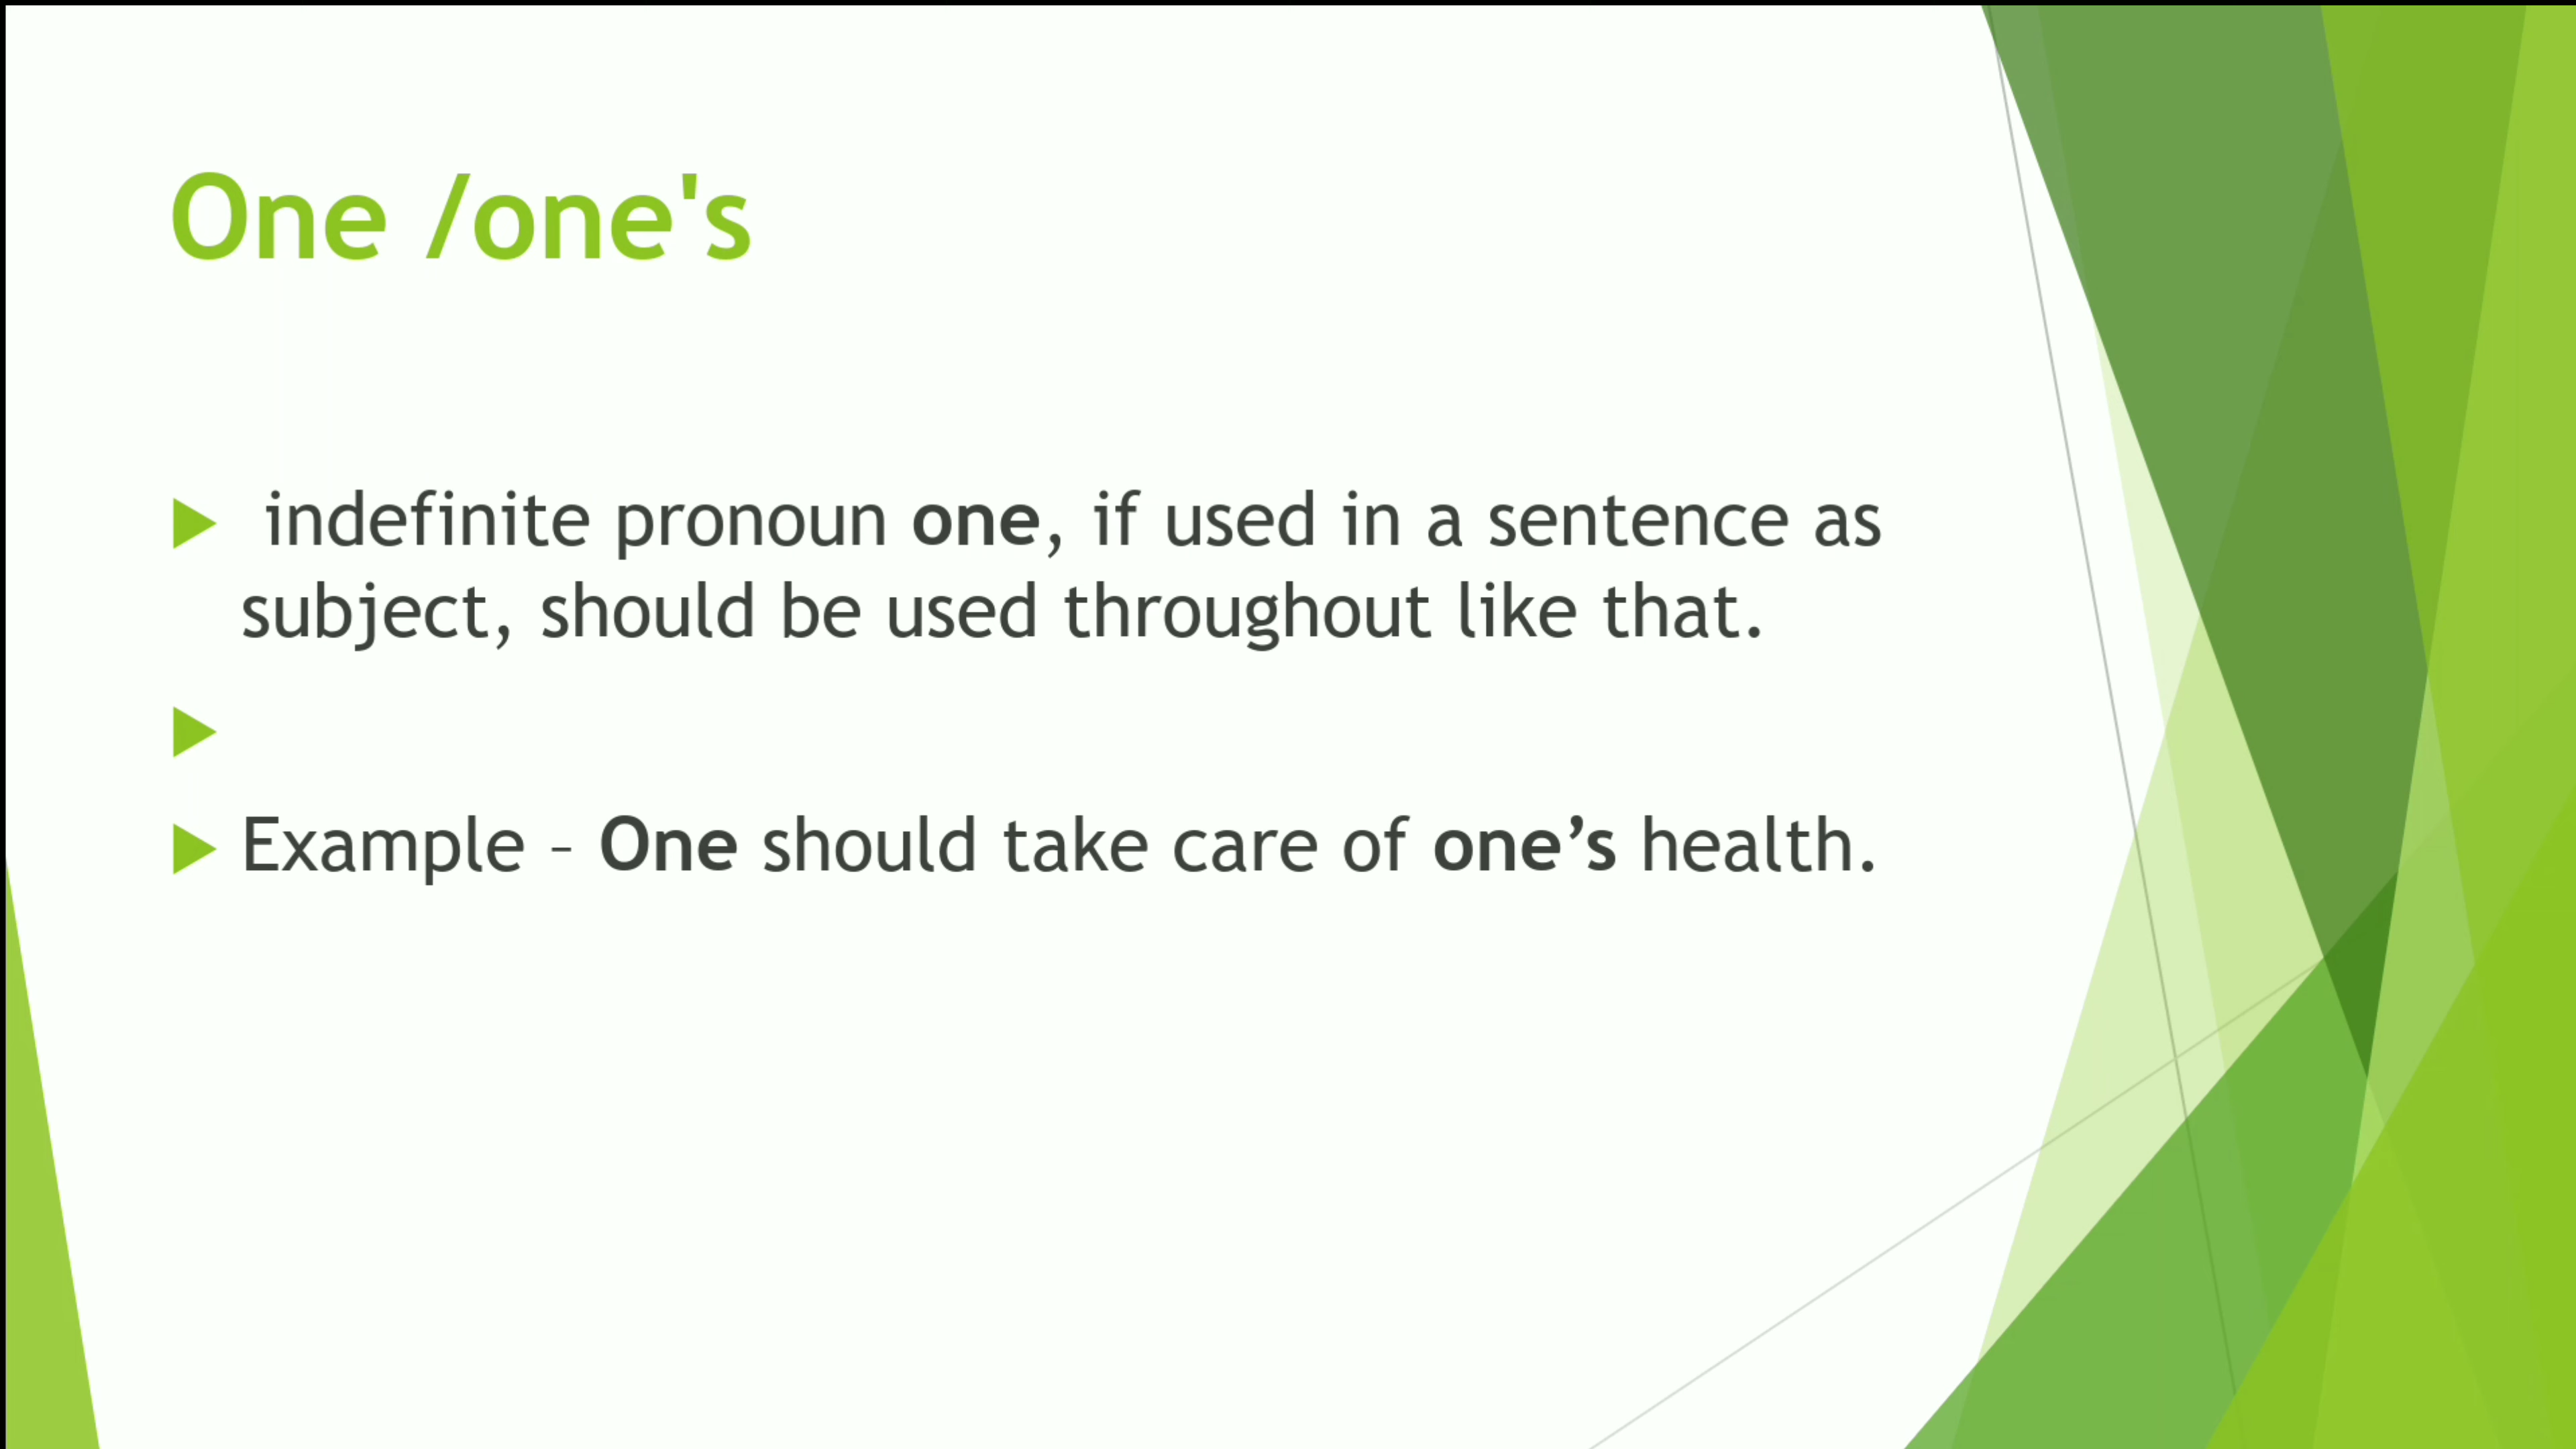 One /one's
indefinite pronoun one, if used in a sentence as
subject, should be used throughout like that.
Example – One should take care of one’s health.